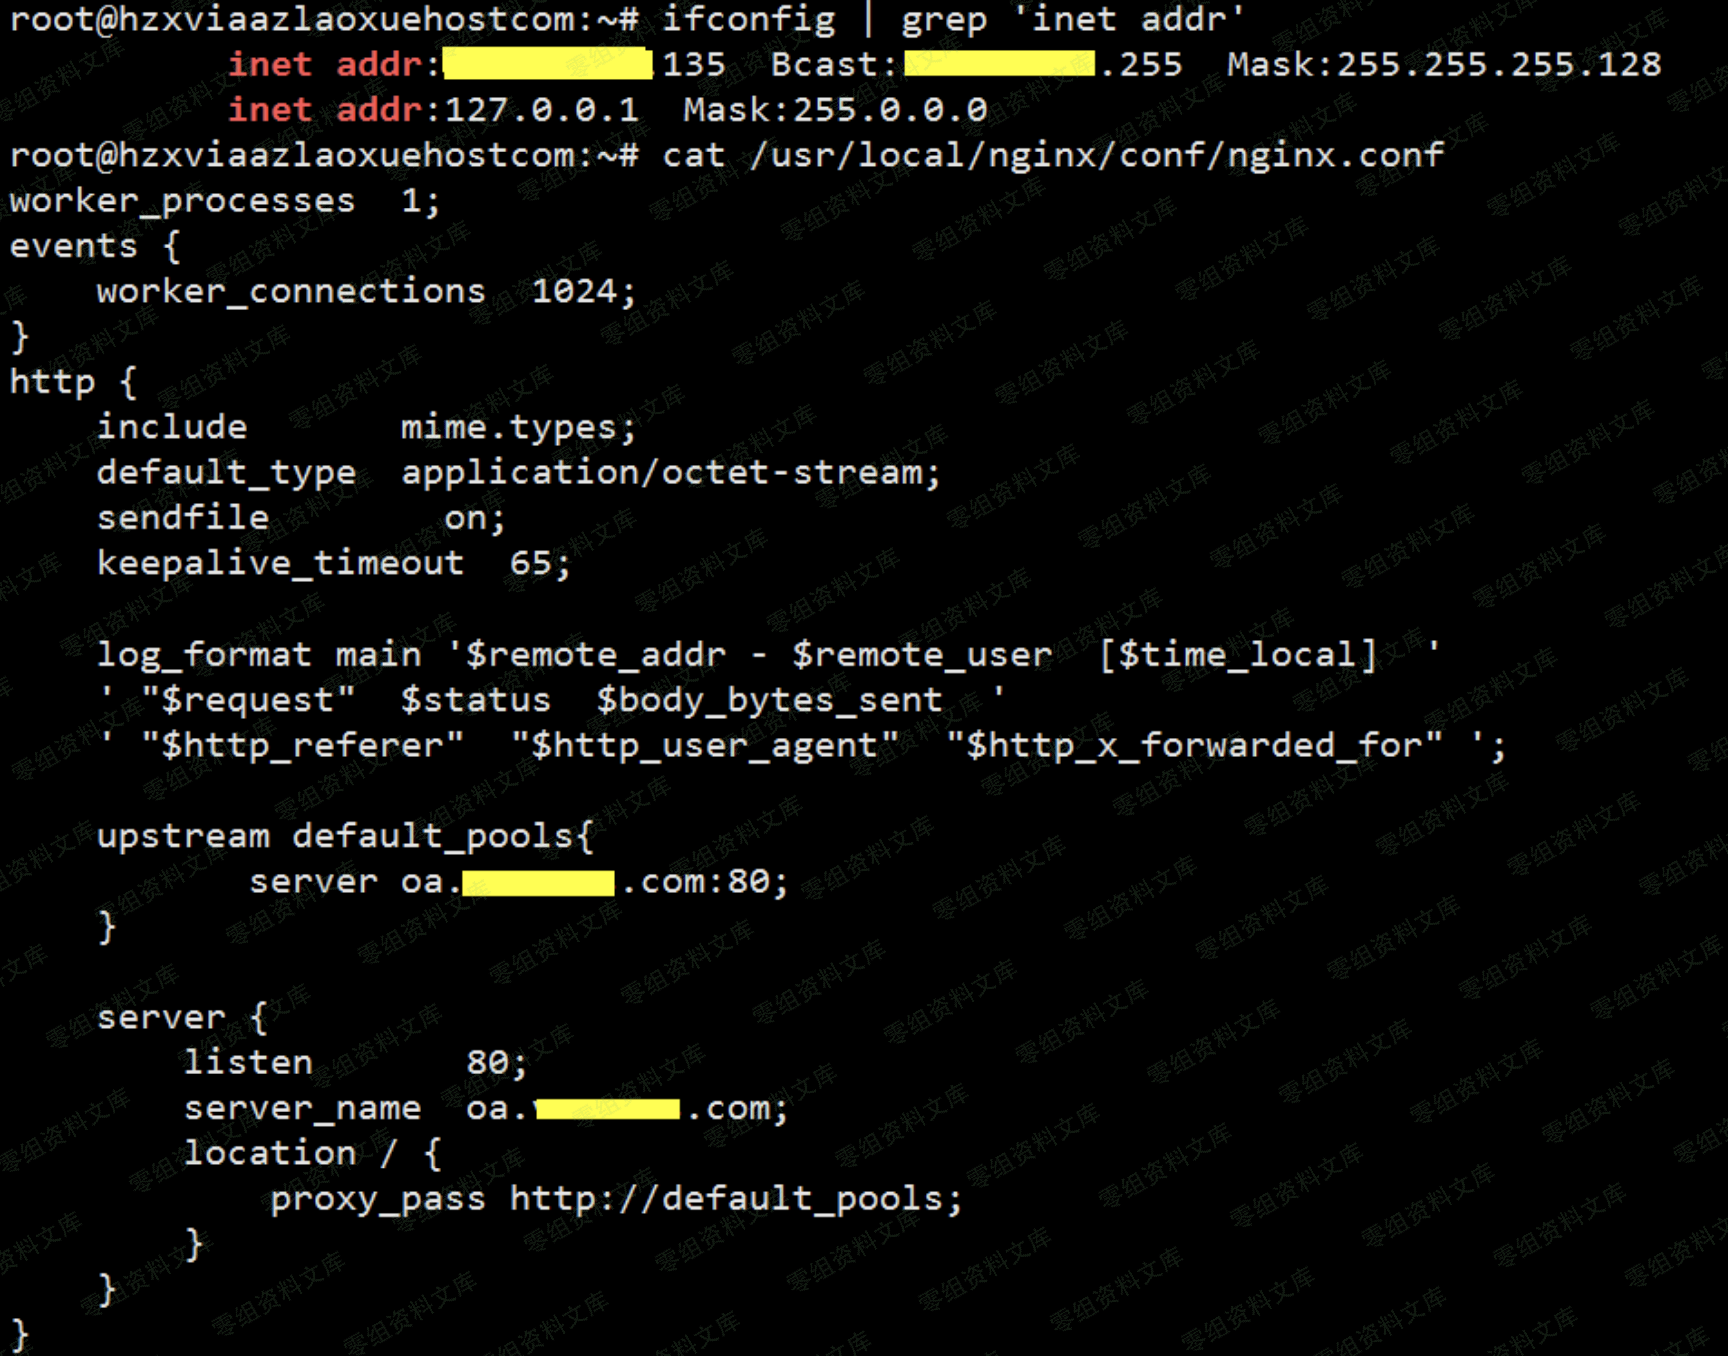 root@hzxviaazlaoxuehostcom:~# ifconfig | grep 'inet addr'
inet addr: .135 Bcast: .255 Mask:255.255.255.128
inet addr:127.0.0.1 Mask:255.0.0.0
root@hzxviaazlaoxuehostcom:~# cat /usr/local/nginx/conf/nginx.conf
worker_processes 1;
events {
    worker_connections 1024;
}
http {
    include       mime.types;
    default_type  application/octet-stream;
    sendfile        on;
    keepalive_timeout  65;

    log_format main '$remote_addr - $remote_user  [$time_local]  '
    ' "$request"  $status  $body_bytes_sent  '
    ' "$http_referer"  "$http_user_agent"  "$http_x_forwarded_for" ';

    upstream default_pools{
           server oa. .com:80;
    }

    server {
        listen       80;
        server_name  oa. .com;
        location / {
            proxy_pass http://default_pools;
        }
    }
}
零组资料文库